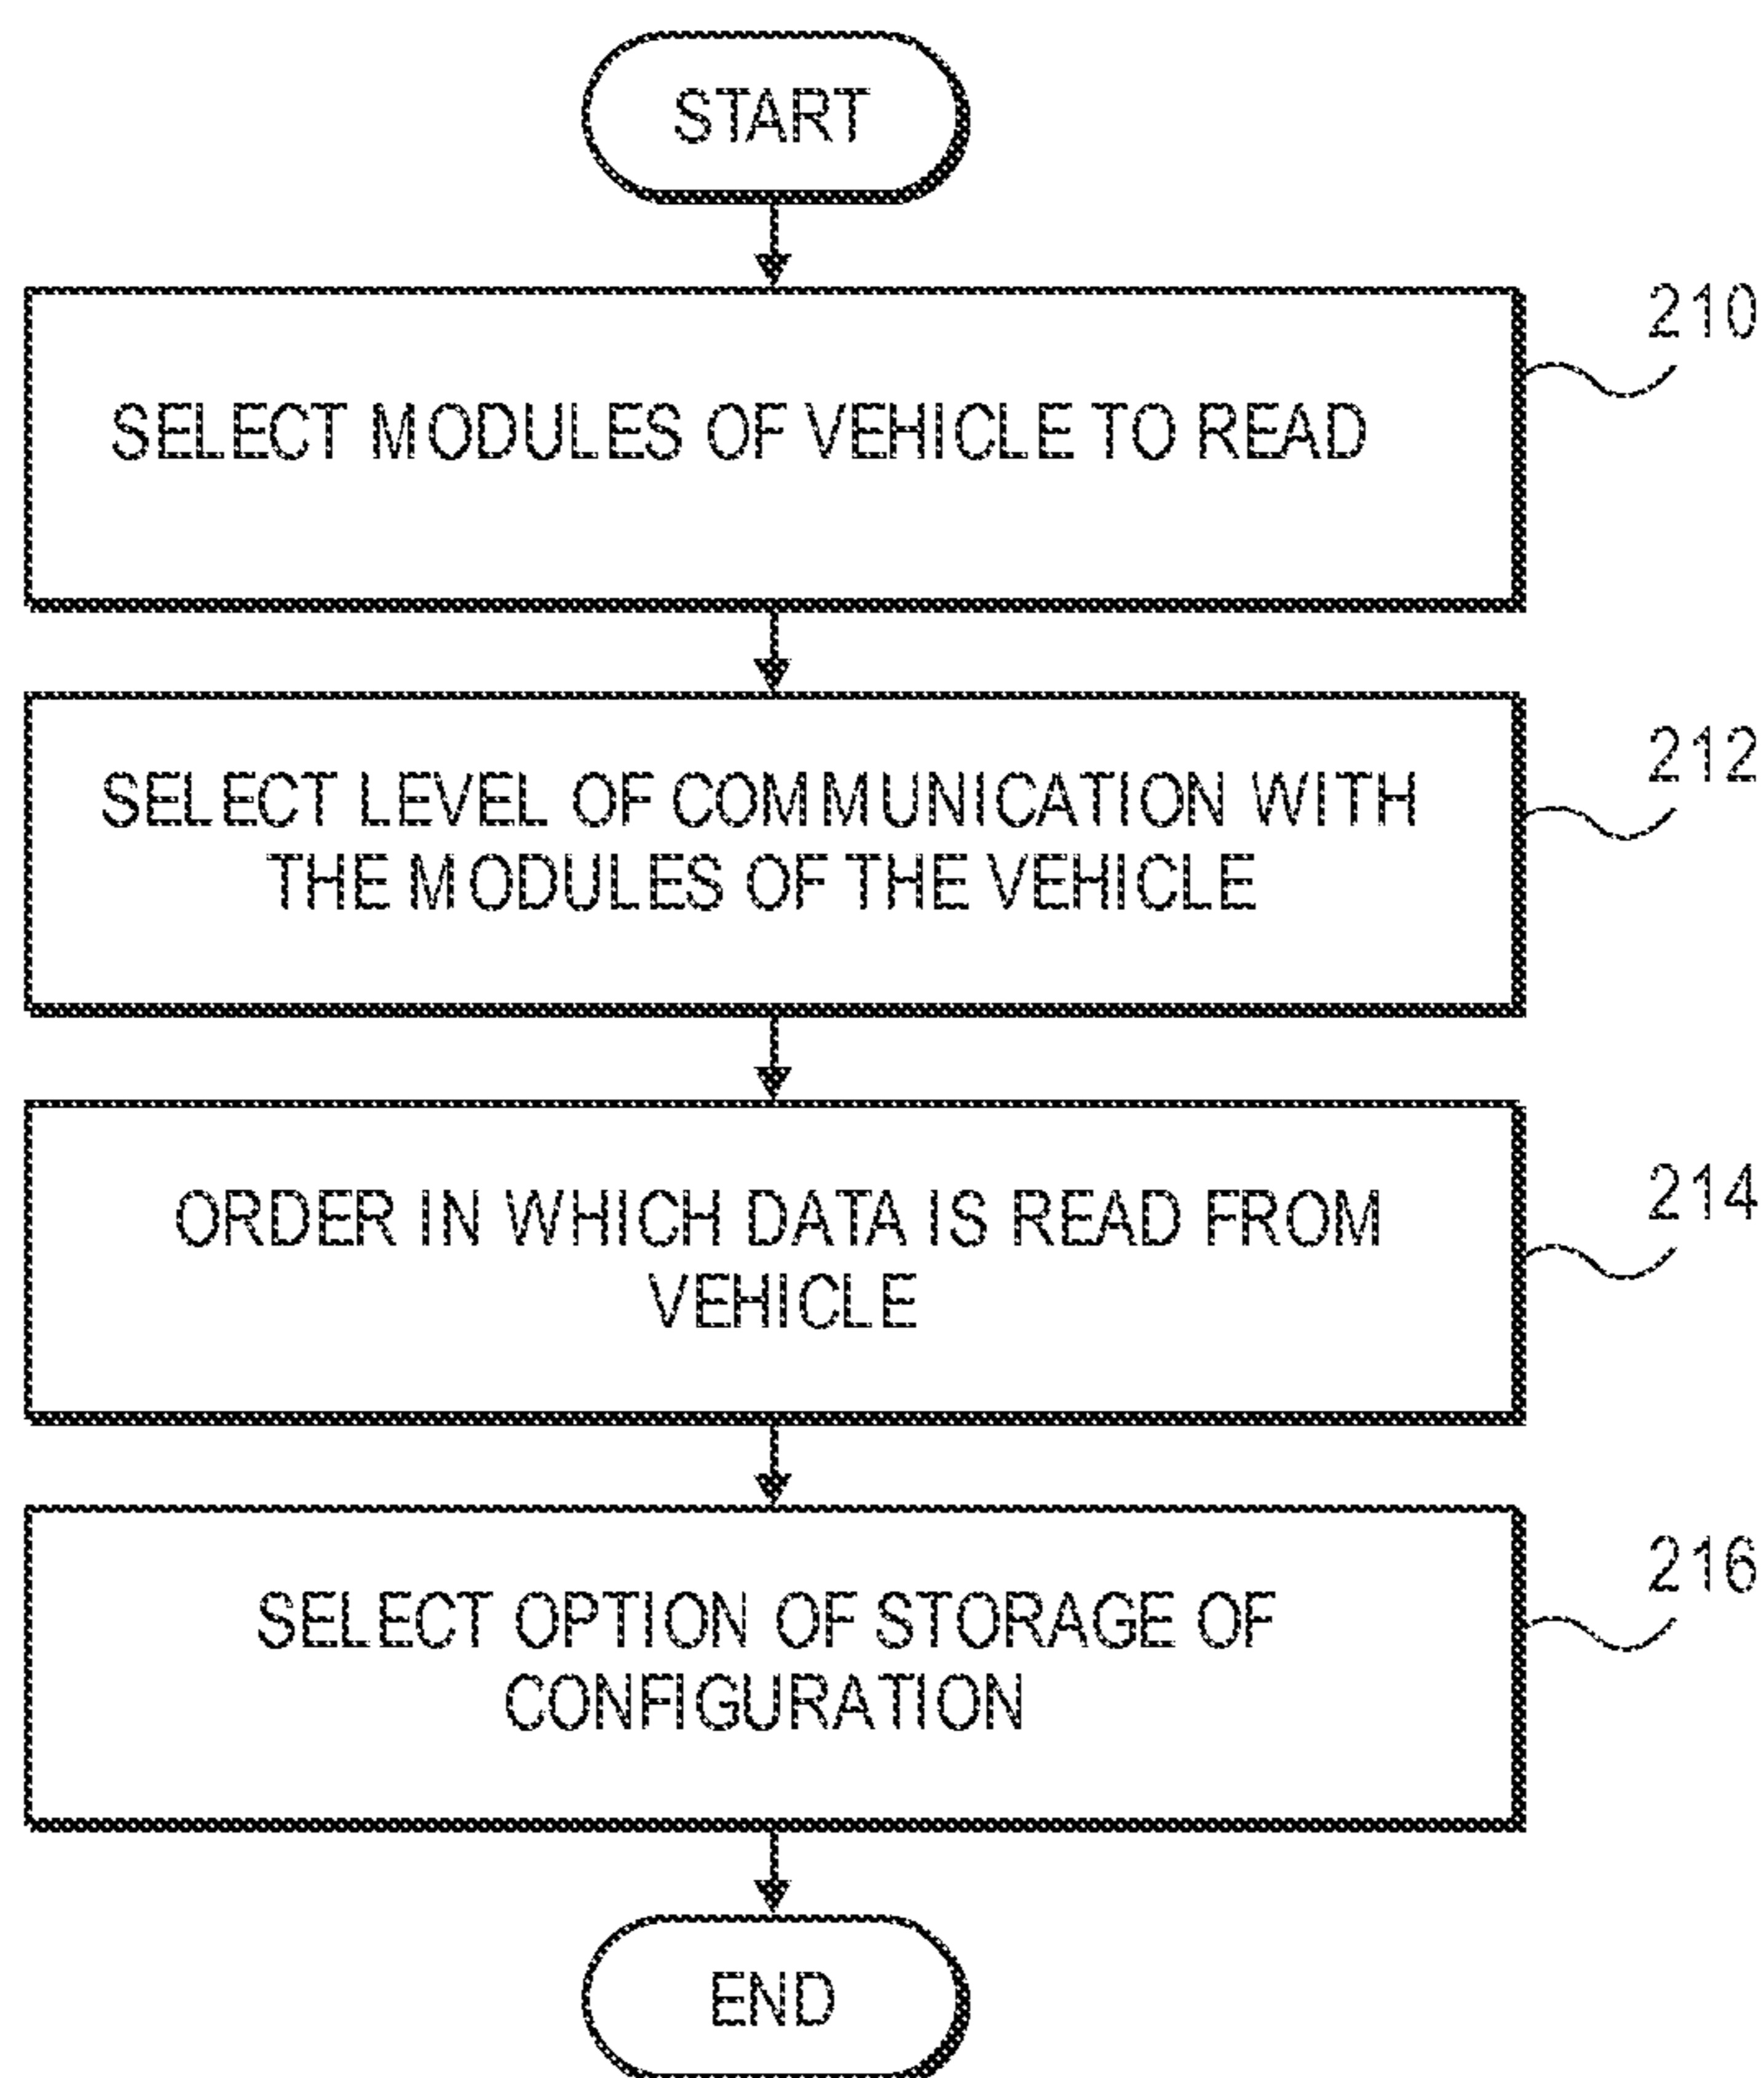 START
210
SELECT MODULES OF VEHICLE TO READ
212
SELECT LEVEL OF COMMUNICATION WITH
THE MODULES OF THE VEHICLE
214
ORDER IN WHICH DATA IS READ FROM
VEHICLE
216
SELECT OPTION OF STORAGE OF
CONFIGURATION
END